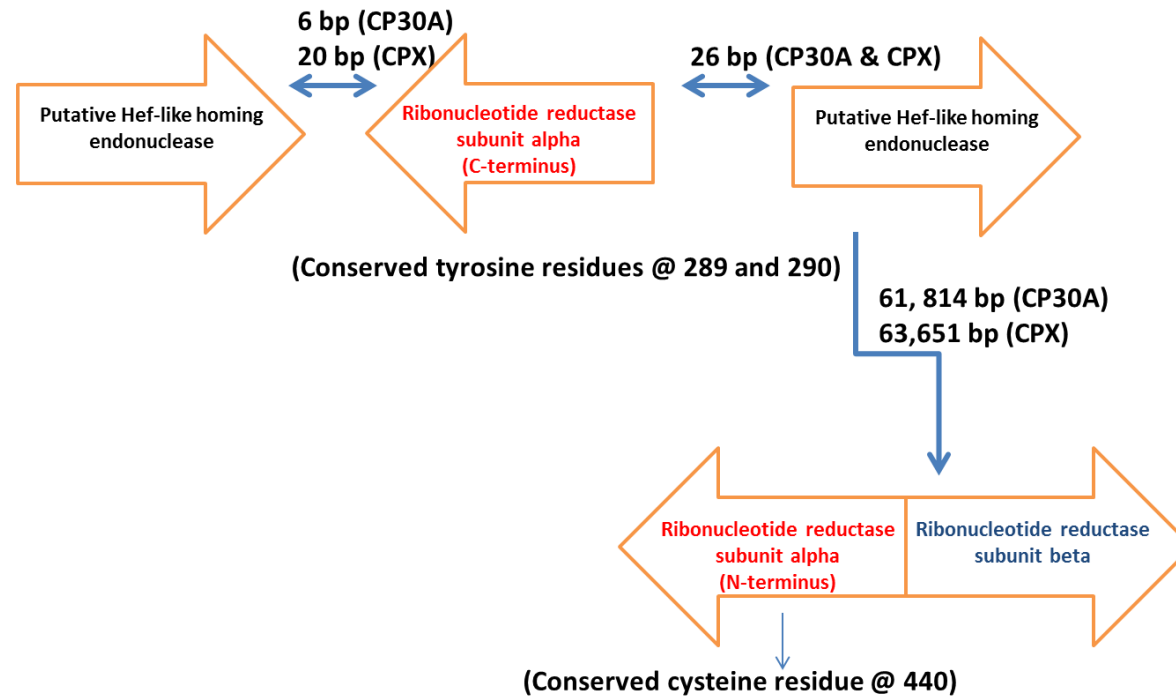 6 bp (CP30A)
20 bp (CPX)
26 bp (CP30A & CPX)
Putative Hef-like homing
endonuclease
Ribonucleotide reductase
subunit alpha
(C-terminus)
Putative Hef-like homing
endonuclease
(Conserved tyrosine residues @ 289 and 290)
61, 814 bp (CP30A)
63,651 bp (CPX)
Ribonucleotide reductase
subunit alpha
(N-terminus)
Ribonucleotide reductase
subunit beta
(Conserved cysteine residue @ 440)